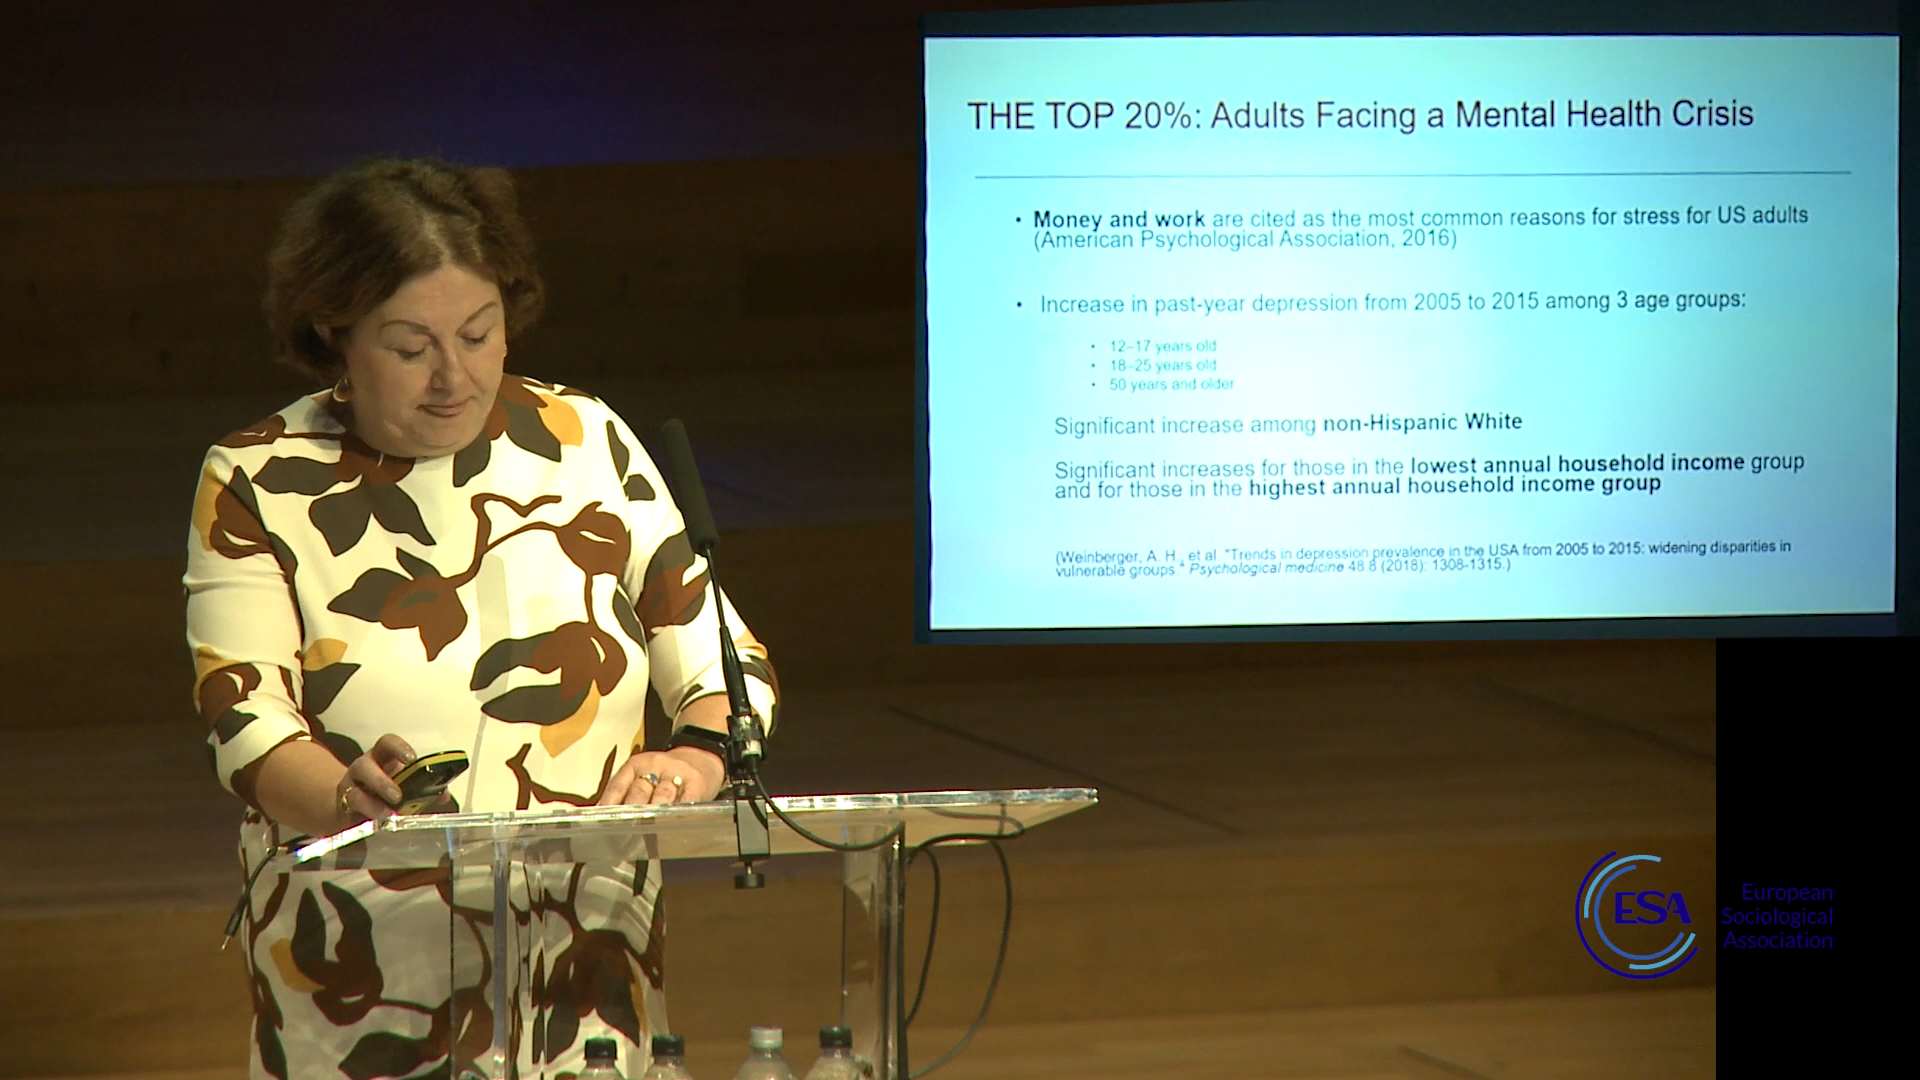 THE TOP 20%: Adults Facing a Mental Health Crisis
• Money and work are cited as the most common reasons for stress for US adults
(American Psychological Association, 2016)
• Increase in past-year depression from 2005 to 2015 among 3 age groups:
• 12–17 years old
• 18–25 years old
• 50 years and older
Significant increase among non-Hispanic White
Significant increases for those in the lowest annual household income group
and for those in the highest annual household income group
(Weinberger, A. H., et al. "Trends in depression prevalence in the USA from 2005 to 2015: widening disparities in
vulnerable groups." Psychological medicine 48.8 (2018): 1308-1315.)
ESA
European
Sociological
Association